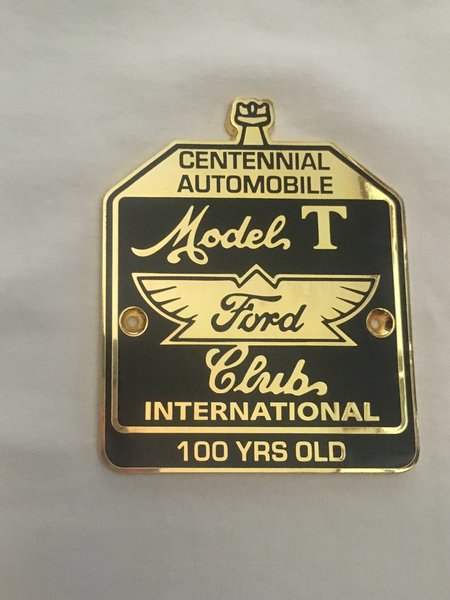 CENTENNIAL
AUTOMOBILE
Model T
Ford
Club
INTERNATIONAL
100 YRS OLD